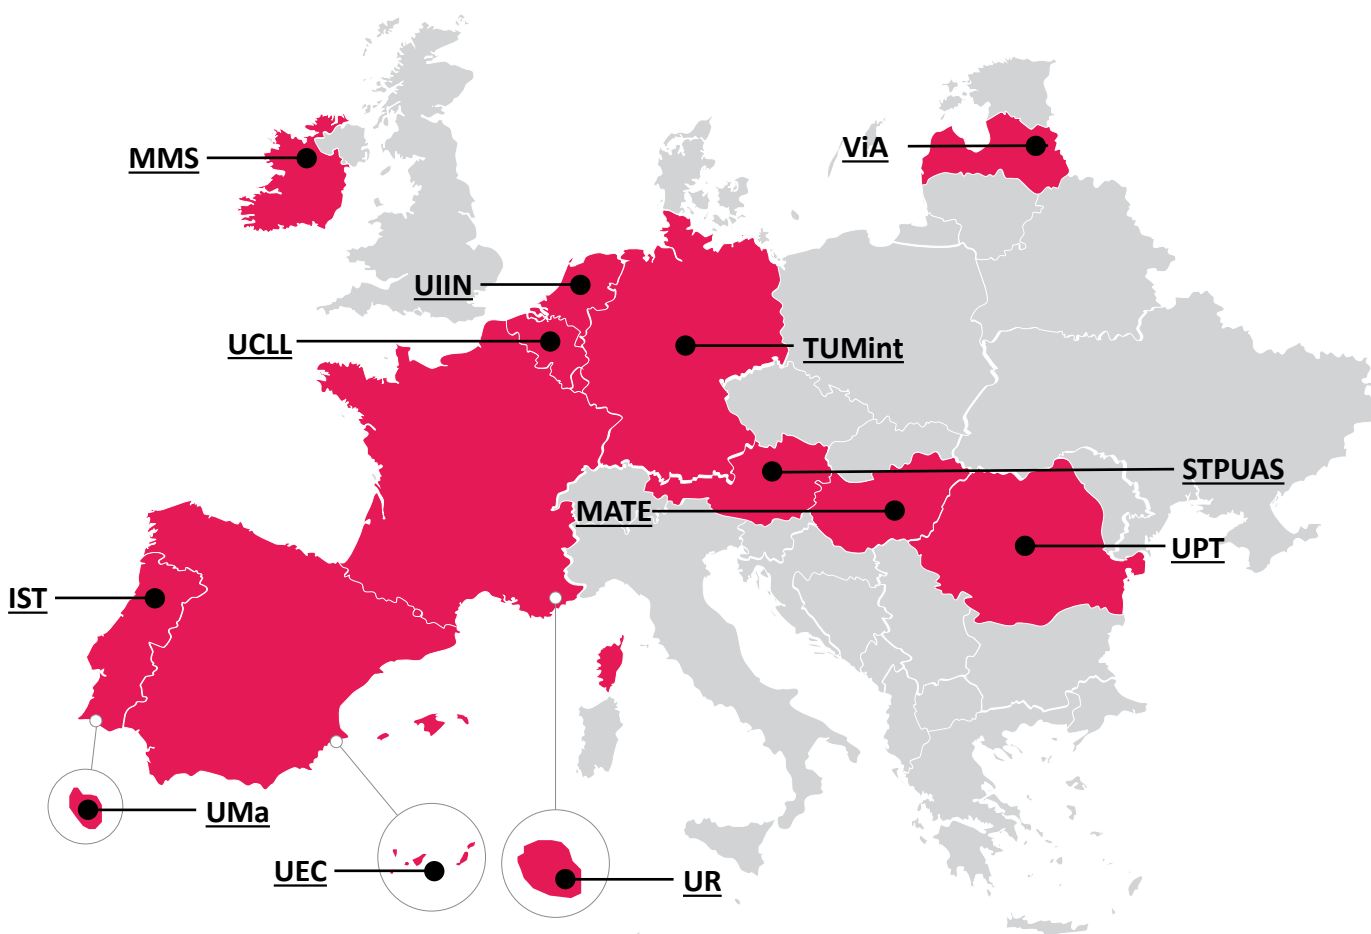 MMS
ViA
UIIN
UCLL
TUMint
STPUAS
MATE
UPT
IST
UMa
UEC
UR